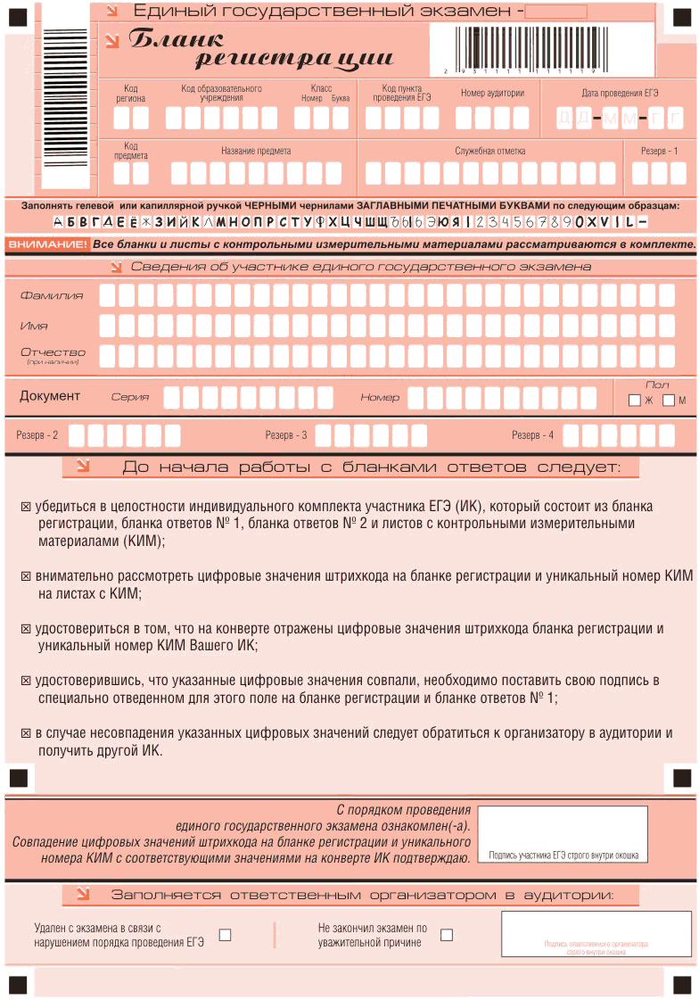 Единый государственный экзамен -
Бланк
регистрации
2 9 3 1 1 1 1 1 1 1 1 1 9
Код региона
Код образовательного учреждения
Класс
Номер Буква
Код пункта проведения ЕГЭ
Номер аудитории
Дата проведения ЕГЭ
Д Д - М М - Г Г
Код предмета
Название предмета
Служебная отметка
Резерв - 1
Заполнять гелевой или капиллярной ручкой ЧЕРНЫМИ чернилами ЗАГЛАВНЫМИ ПЕЧАТНЫМИ БУКВАМИ по следующим образцам:
А Б В Г Д Е Ё Ж З И Й К Л М Н О П Р С Т У Ф Х Ц Ч Ш Щ Ъ Ы Ь Э Ю Я 1 2 3 4 5 6 7 8 9 0 X V I L -
ВНИМАНИЕ! Все бланки и листы с контрольными измерительными материалами рассматриваются в комплекте.
Сведения об участнике единого государственного экзамена
Фамилия
Имя
Отчество
(при наличии)
Документ Серия Номер
Пол
Ж М
Резерв - 2 Резерв - 3 Резерв - 4
До начала работы с бланками ответов следует:
☒ убедиться в целостности индивидуального комплекта участника ЕГЭ (ИК), который состоит из бланка
регистрации, бланка ответов № 1, бланка ответов № 2 и листов с контрольными измерительными
материалами (КИМ);
☒ внимательно рассмотреть цифровые значения штрихкода на бланке регистрации и уникальный номер КИМ
на листах с КИМ;
☒ удостовериться в том, что на конверте отражены цифровые значения штрихкода бланка регистрации и
уникальный номер КИМ Вашего ИК;
☒ удостоверившись, что указанные цифровые значения совпали, необходимо поставить свою подпись в
специально отведенном для этого поле на бланке регистрации и бланке ответов № 1;
☒ в случае несовпадения указанных цифровых значений следует обратиться к организатору в аудитории и
получить другой ИК.
С порядком проведения
единого государственного экзамена ознакомлен(-а).
Совпадение цифровых значений штрихкода на бланке регистрации и уникального
номера КИМ с соответствующими значениями на конверте ИК подтверждаю.
Подпись участника ЕГЭ строго внутри окошка
Заполняется ответственным организатором в аудитории:
Удален с экзамена в связи с
нарушением порядка проведения ЕГЭ
Не закончил экзамен по
уважительной причине
Подпись ответственного организатора
строго внутри окошка